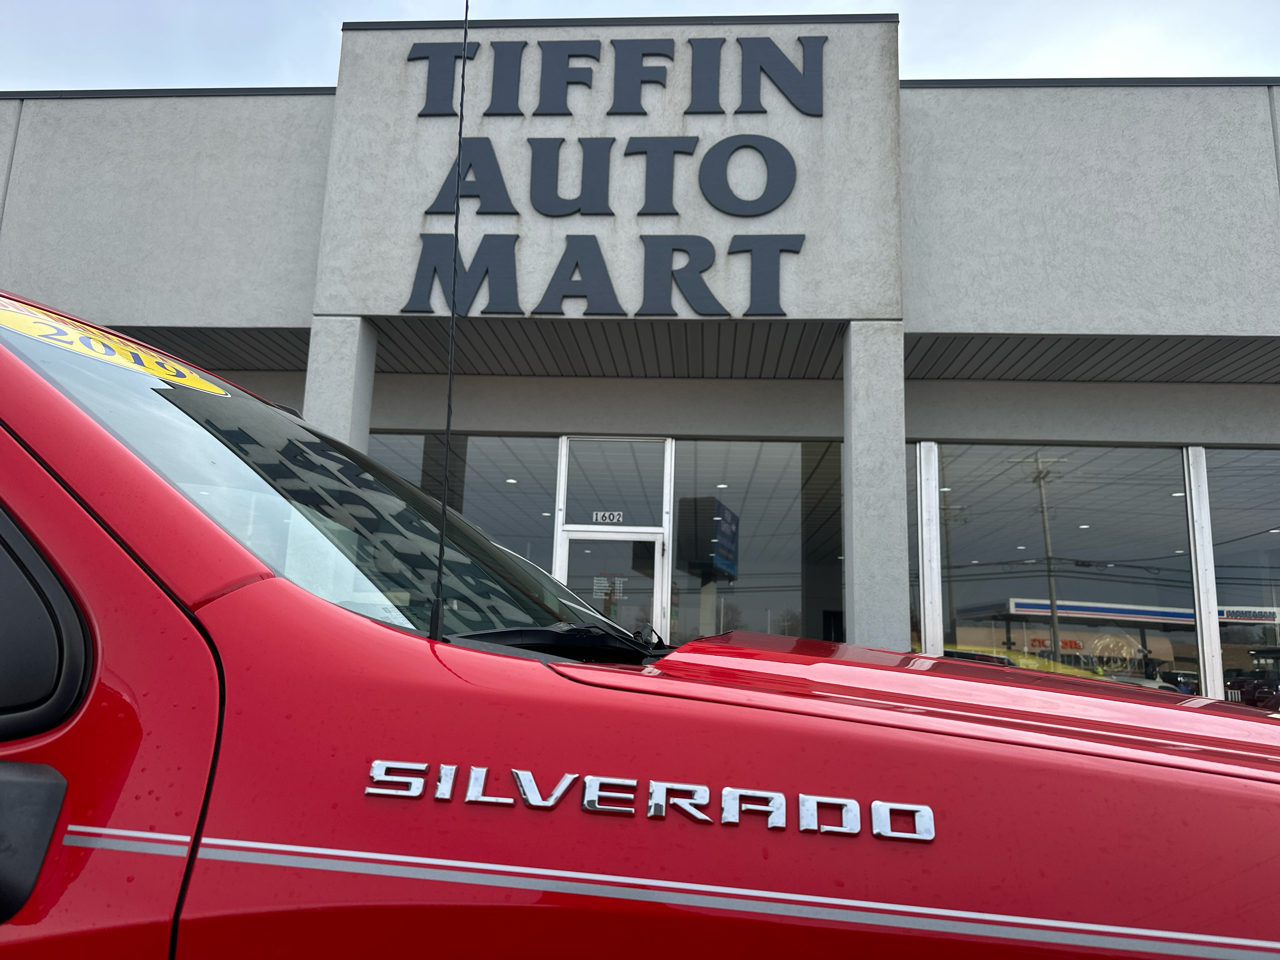 TIFFIN
AUTO
MART
2019
1602
SILVERADO